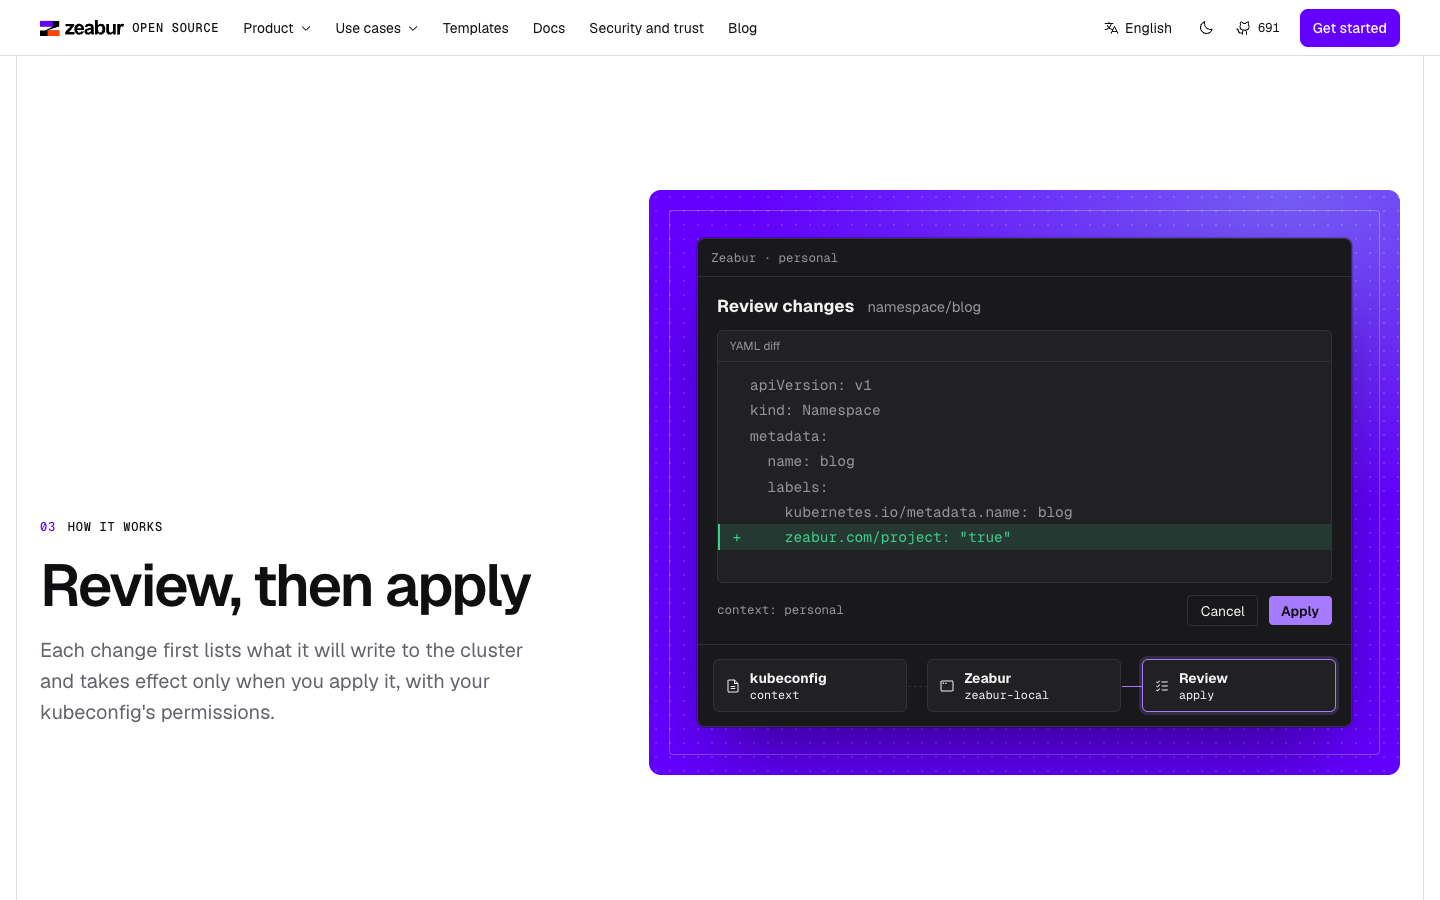 zeabur OPEN SOURCE Product Use cases Templates Docs Security and trust Blog English 691 Get started
03 HOW IT WORKS
Review, then apply
Each change first lists what it will write to the cluster
and takes effect only when you apply it, with your
kubeconfig's permissions.
Zeabur · personal
Review changes namespace/blog
YAML diff
apiVersion: v1
kind: Namespace
metadata:
name: blog
labels:
kubernetes.io/metadata.name: blog
+ zeabur.com/project: "true"
context: personal Cancel Apply
kubeconfig
context
Zeabur
zeabur-local
Review
apply